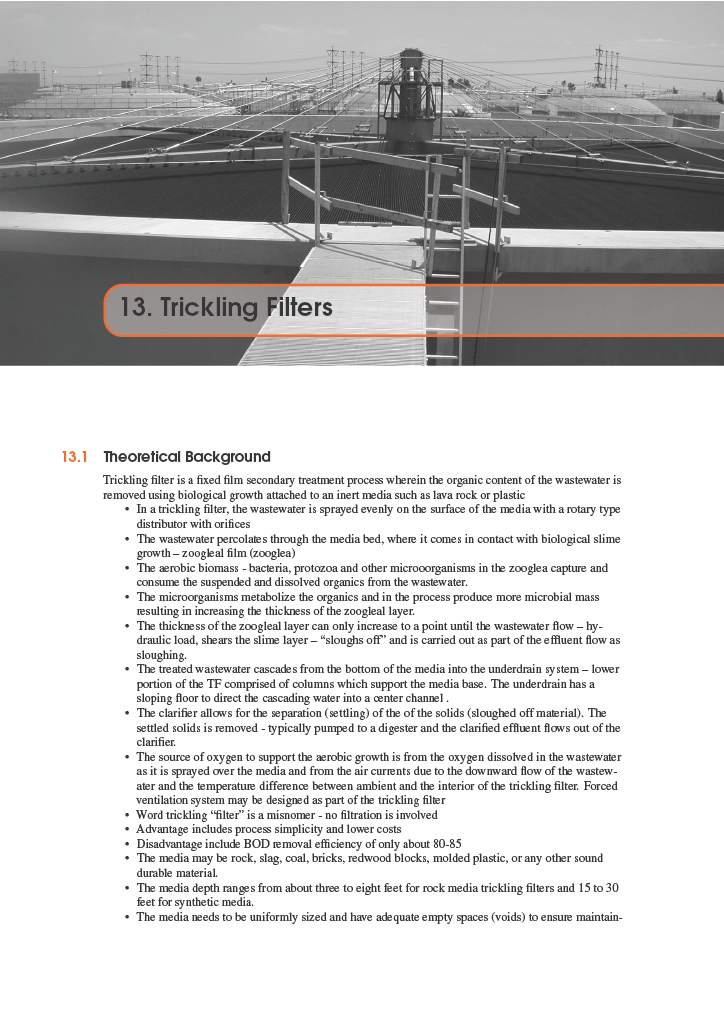 13. Trickling Filters
13.1 Theoretical Background
Trickling filter is a fixed film secondary treatment process wherein the organic content of the wastewater is
removed using biological growth attached to an inert media such as lava rock or plastic
• In a trickling filter, the wastewater is sprayed evenly on the surface of the media with a rotary type
distributor with orifices
• The wastewater percolates through the media bed, where it comes in contact with biological slime
growth – zoogleal film (zooglea)
• The aerobic biomass - bacteria, protozoa and other microoorganisms in the zooglea capture and
consume the suspended and dissolved organics from the wastewater.
• The microorganisms metabolize the organics and in the process produce more microbial mass
resulting in increasing the thickness of the zoogleal layer.
• The thickness of the zoogleal layer can only increase to a point until the wastewater flow – hy-
draulic load, shears the slime layer – “sloughs off” and is carried out as part of the effluent flow as
sloughing.
• The treated wastewater cascades from the bottom of the media into the underdrain system – lower
portion of the TF comprised of columns which support the media base. The underdrain has a
sloping floor to direct the cascading water into a center channel .
• The clarifier allows for the separation (settling) of the of the solids (sloughed off material). The
settled solids is removed - typically pumped to a digester and the clarified effluent flows out of the
clarifier.
• The source of oxygen to support the aerobic growth is from the oxygen dissolved in the wastewater
as it is sprayed over the media and from the air currents due to the downward flow of the wastew-
ater and the temperature difference between ambient and the interior of the trickling filter. Forced
ventilation system may be designed as part of the trickling filter
• Word trickling “filter” is a misnomer - no filtration is involved
• Advantage includes process simplicity and lower costs
• Disadvantage include BOD removal efficiency of only about 80-85
• The media may be rock, slag, coal, bricks, redwood blocks, molded plastic, or any other sound
durable material.
• The media depth ranges from about three to eight feet for rock media trickling filters and 15 to 30
feet for synthetic media.
• The media needs to be uniformly sized and have adequate empty spaces (voids) to ensure maintain-